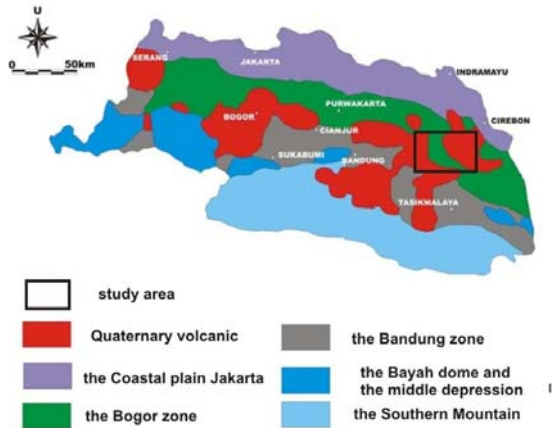 U
0 50km
SERANG
JAKARTA
INDRAMAYU
PURWAKARTA
BOGOR
CIREBON
CIANJUR
SUKABUMI
BANDUNG
TASIKMALAYA
study area
Quaternary volcanic
the Bandung zone
the Coastal plain Jakarta
the Bayah dome and
the middle depression
the Bogor zone
the Southern Mountain